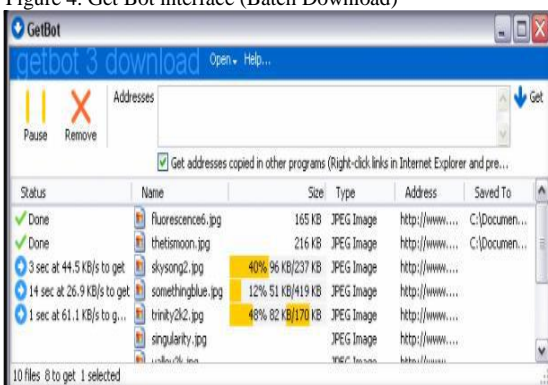 Figure 4. Get Bot interface (Batch Download)
GetBot
getbot 3 download Open Help...
Addresses
Get
Pause Remove
Get addresses copied in other programs (Right-click links in Internet Explorer and pre...
Status Name Size Type Address Saved To
Done fluorescence6.jpg 165 KB JPEG Image http://www.... C:\Documen...
Done thetismoon.jpg 216 KB JPEG Image http://www.... C:\Documen...
3 sec at 44.5 KB/s to get skysong2.jpg 40% 96 KB/237 KB JPEG Image http://www....
14 sec at 26.9 KB/s to get somethingblue.jpg 12% 51 KB/419 KB JPEG Image http://www....
1 sec at 61.1 KB/s to g... trinity2k2.jpg 48% 82 KB/170 KB JPEG Image http://www....
singularity.jpg JPEG Image http://www....
10 files 8 to get 1 selected